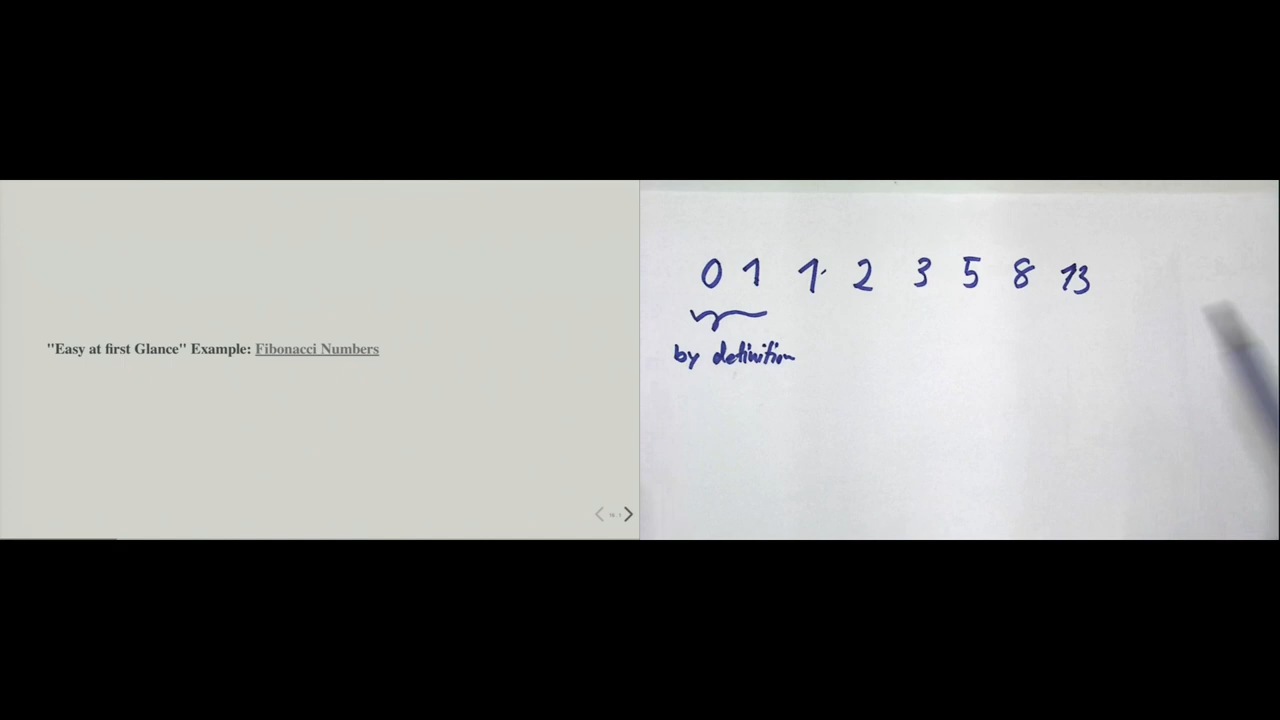 "Easy at first Glance" Example: Fibonacci Numbers
0 1 1 2 3 5 8 13
by definition